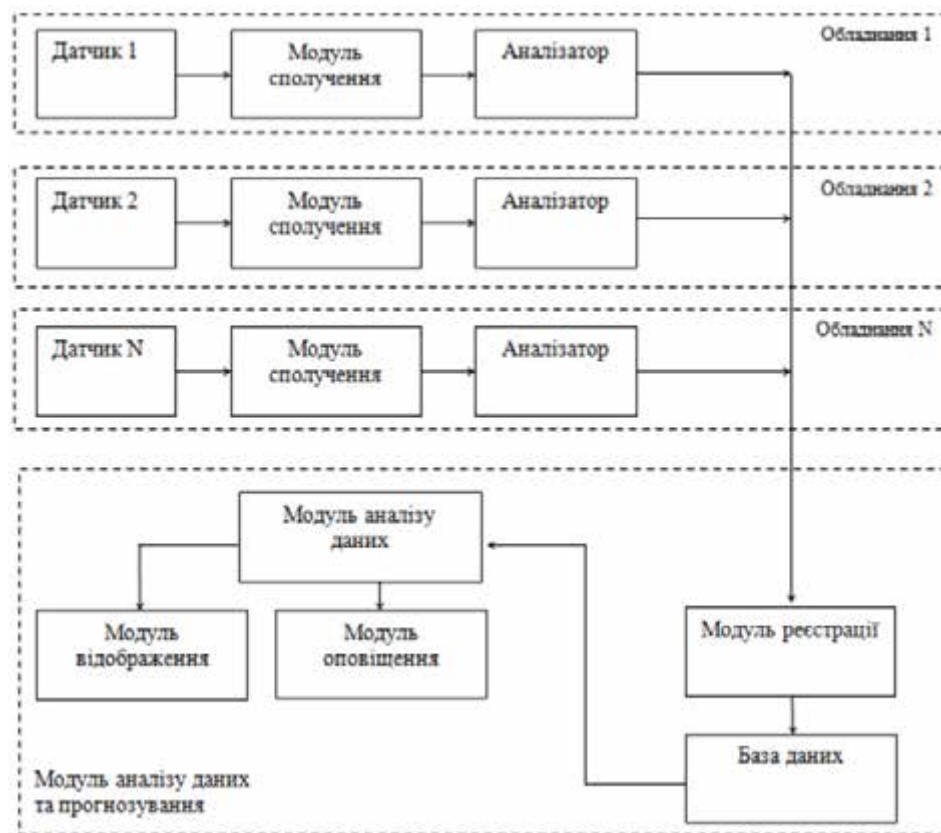 Обладнання 1
Датчик 1
Модуль
сполучення
Аналізатор
Обладнання 2
Датчик 2
Модуль
сполучення
Аналізатор
Обладнання N
Датчик N
Модуль
сполучення
Аналізатор
Модуль аналізу
даних
Модуль
відображення
Модуль
оповіщення
Модуль реєстрації
База даних
Модуль аналізу даних
та прогнозування